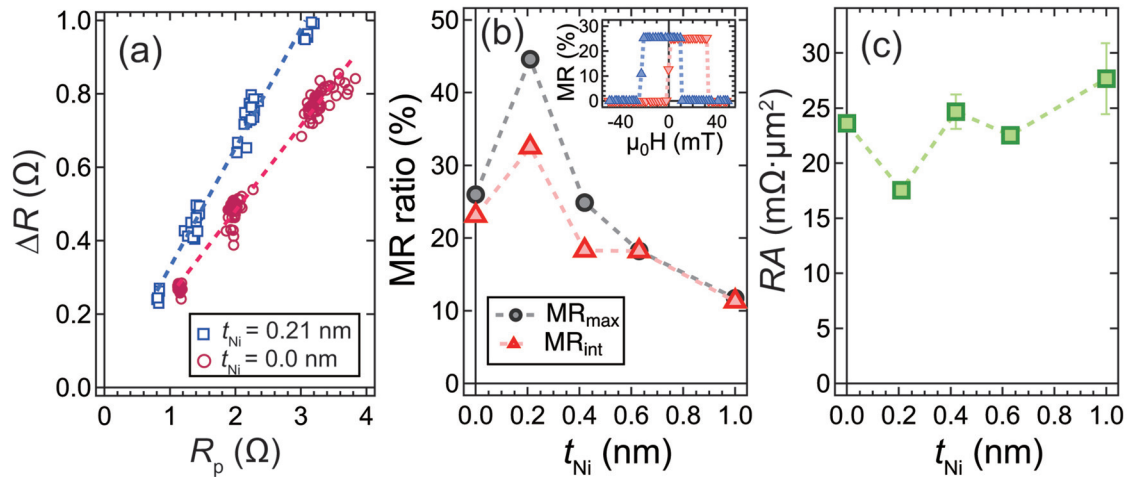 (a)
ΔR (Ω)
1.0
0.8
0.6
0.4
0.2
0.0
t_Ni = 0.21 nm
t_Ni = 0.0 nm
0 1 2 3 4
R_p (Ω)
(b)
MR ratio (%)
50
40
30
20
10
0
MR (%)
30
20
10
0
-40 0 40
μ₀H (mT)
MR_max
MR_int
0.0 0.2 0.4 0.6 0.8 1.0
t_Ni (nm)
(c)
RA (mΩ·μm²)
30
25
20
15
10
5
0
0.0 0.2 0.4 0.6 0.8 1.0
t_Ni (nm)